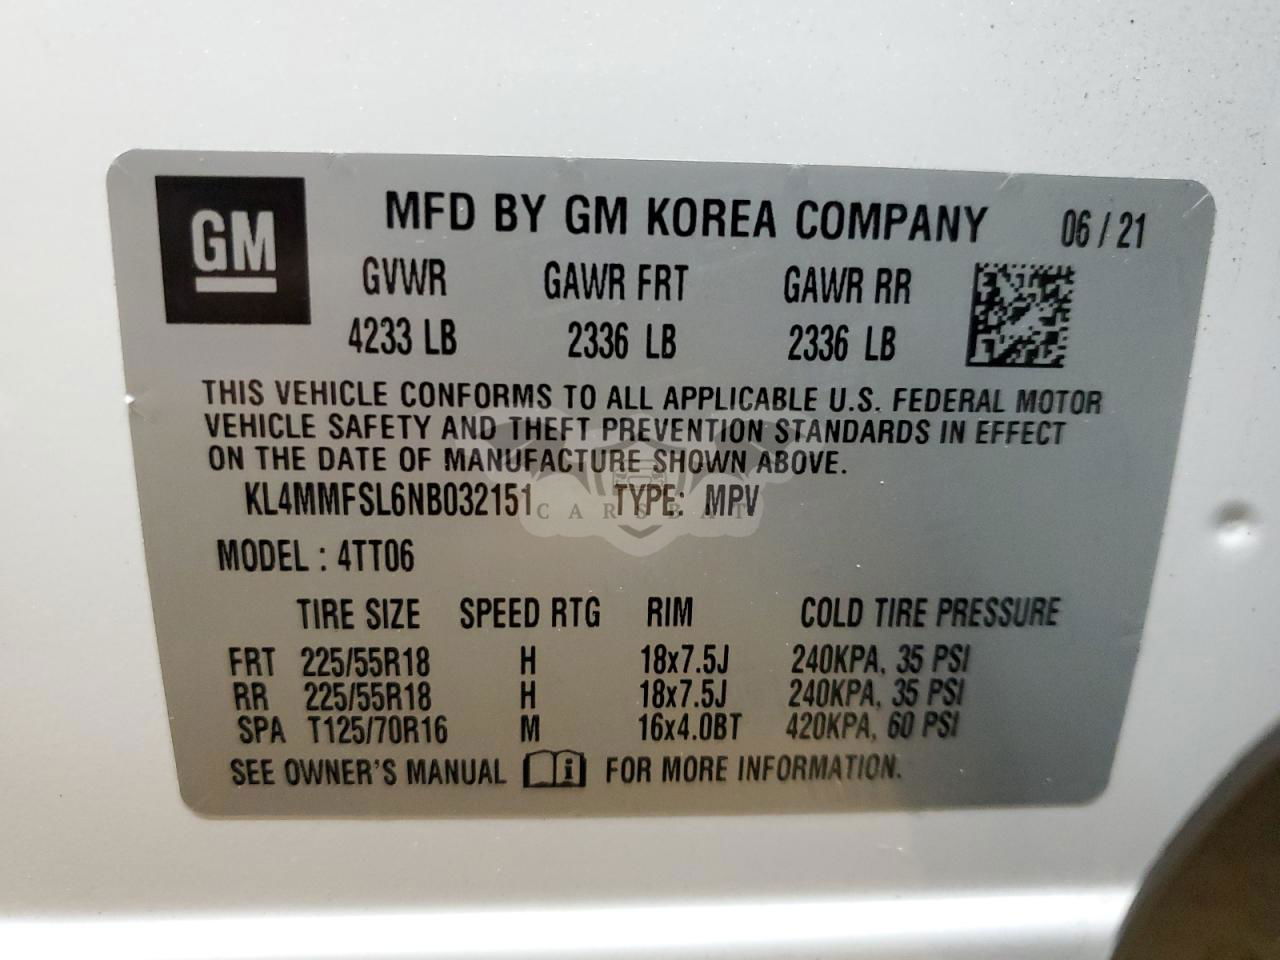 GM
MFD BY GM KOREA COMPANY 06 / 21
GVWR GAWR FRT GAWR RR
4233 LB 2336 LB 2336 LB
THIS VEHICLE CONFORMS TO ALL APPLICABLE U.S. FEDERAL MOTOR
VEHICLE SAFETY AND THEFT PREVENTION STANDARDS IN EFFECT
ON THE DATE OF MANUFACTURE SHOWN ABOVE.
KL4MMFSL6NB032151 TYPE: MPV
CARSBAT
MODEL : 4TT06
TIRE SIZE SPEED RTG RIM COLD TIRE PRESSURE
FRT 225/55R18 H 18x7.5J 240KPA, 35 PSI
RR 225/55R18 H 18x7.5J 240KPA, 35 PSI
SPA T125/70R16 M 16x4.0BT 420KPA, 60 PSI
SEE OWNER'S MANUAL i FOR MORE INFORMATION.